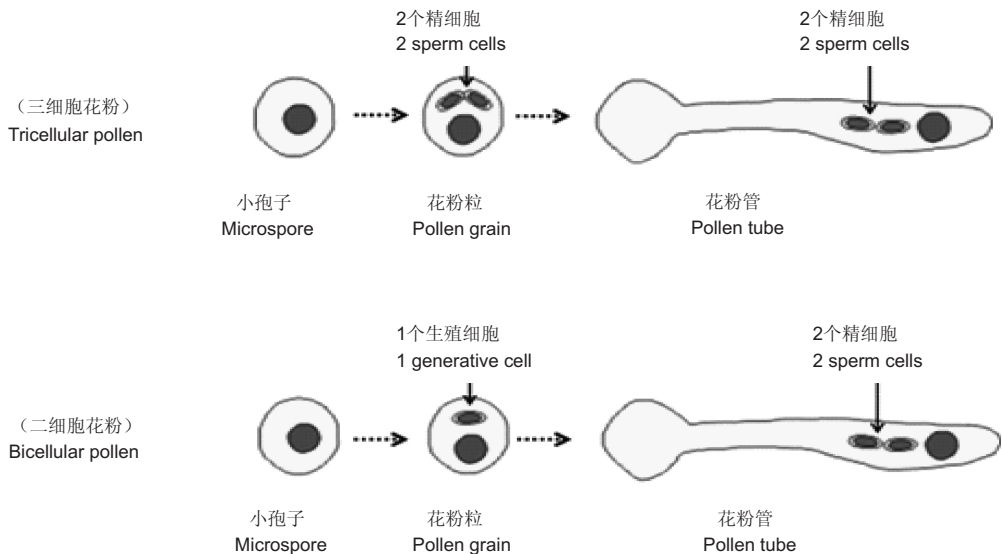 2个精细胞
2 sperm cells
2个精细胞
2 sperm cells
（三细胞花粉）
Tricellular pollen
小孢子
Microspore
花粉粒
Pollen grain
花粉管
Pollen tube
1个生殖细胞
1 generative cell
2个精细胞
2 sperm cells
（二细胞花粉）
Bicellular pollen
小孢子
Microspore
花粉粒
Pollen grain
花粉管
Pollen tube